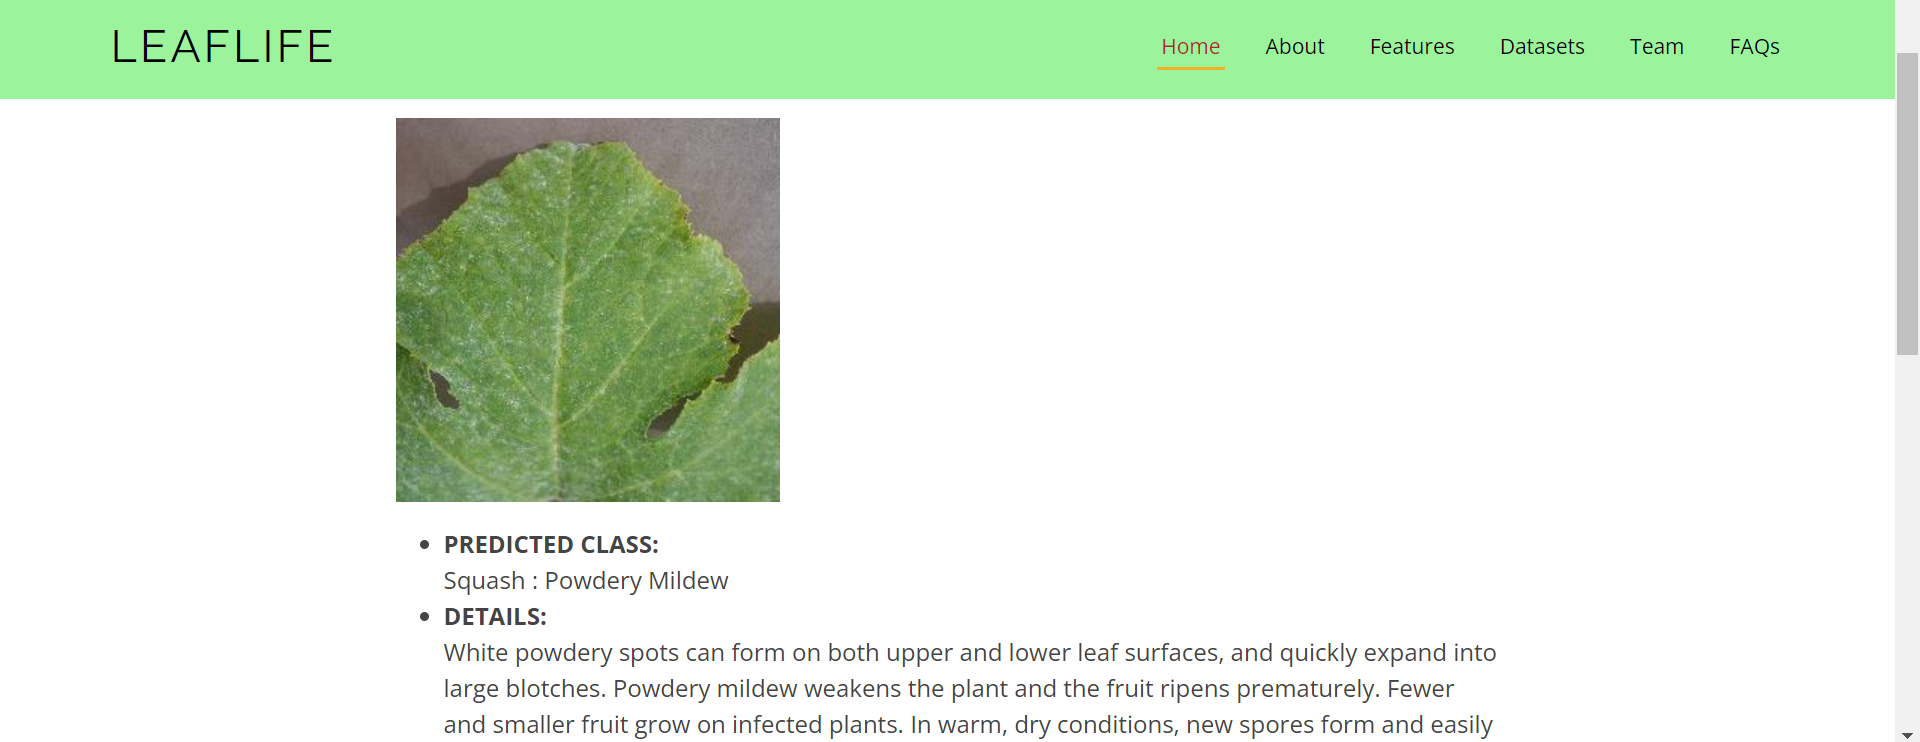 LEAFLIFE
Home About Features Datasets Team FAQs
PREDICTED CLASS:
Squash : Powdery Mildew
DETAILS:
White powdery spots can form on both upper and lower leaf surfaces, and quickly expand into
large blotches. Powdery mildew weakens the plant and the fruit ripens prematurely. Fewer
and smaller fruit grow on infected plants. In warm, dry conditions, new spores form and easily